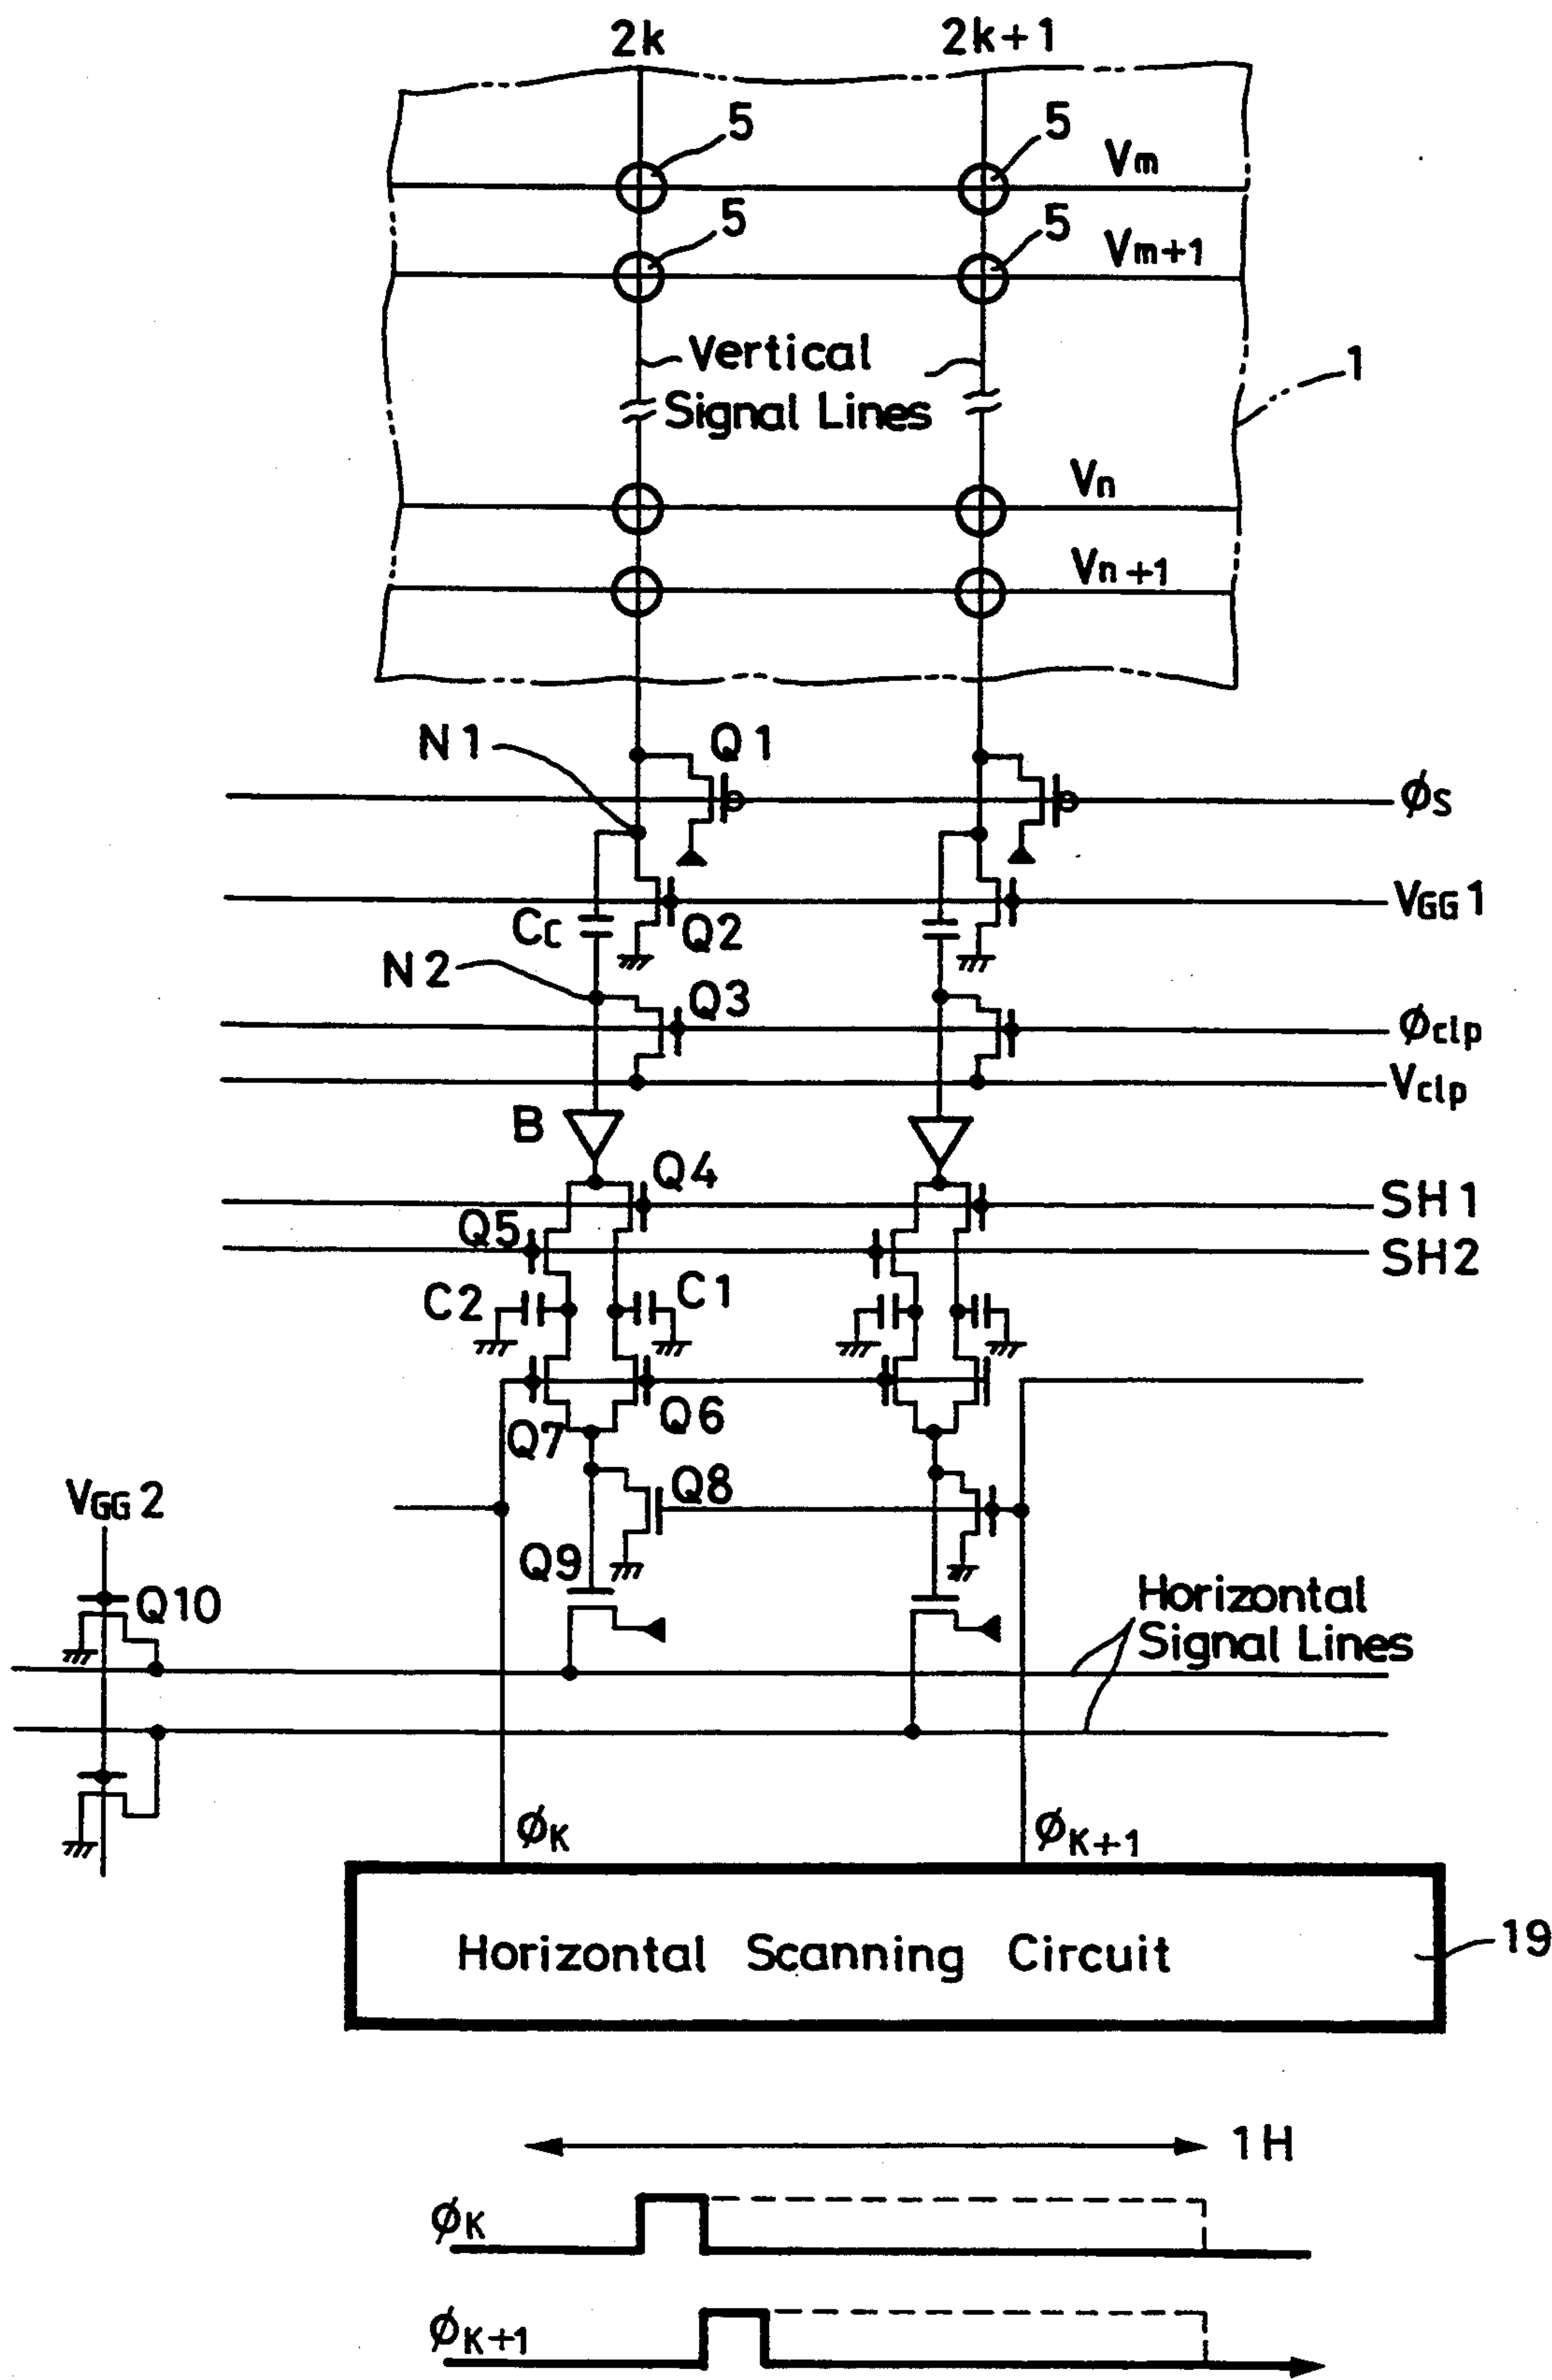 2k 2k+1
5 5 Vm
5 5 Vm+1
Vertical
Signal Lines
1
Vn
Vn+1
N1 Q1
φS
VGG1
Cc Q2
N2 Q3
φclp
Vclp
B
Q4
SH1
Q5
SH2
C2 C1
Q7 Q6
VGG2 Q8
Q9
Q10
Horizontal
Signal Lines
φK φK+1
Horizontal Scanning Circuit 19
1H
φK
φK+1